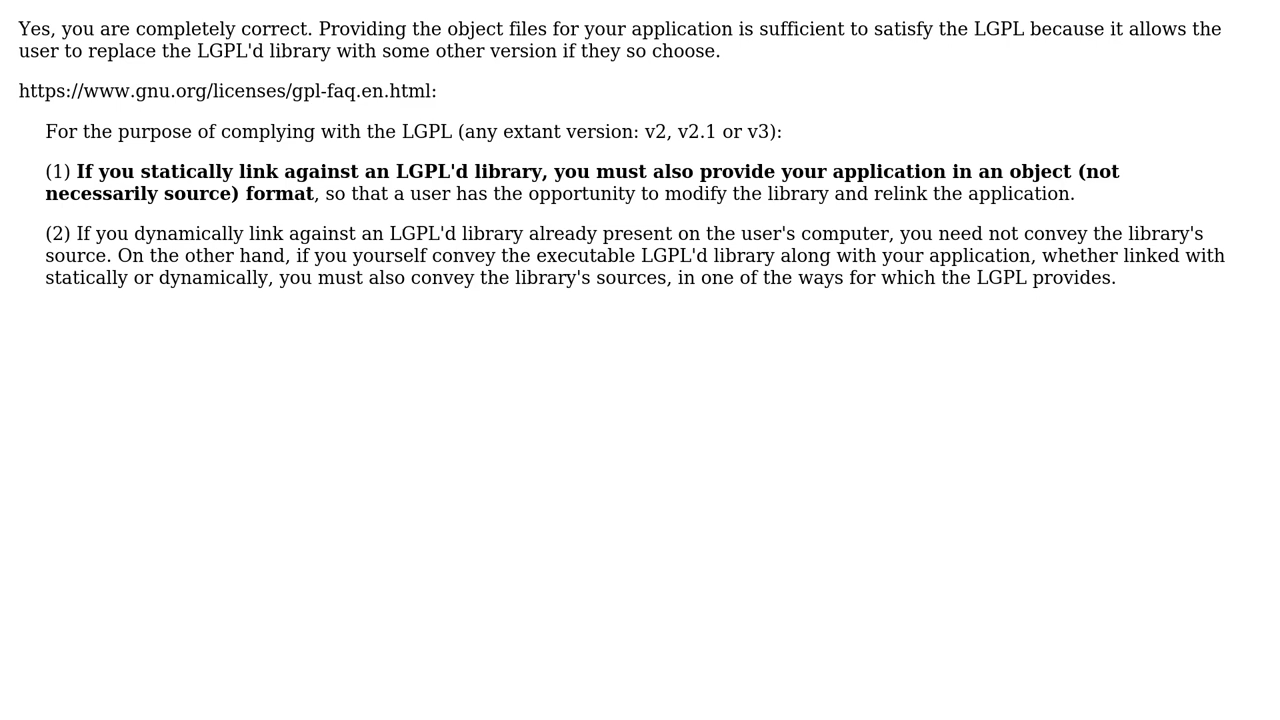 Yes, you are completely correct. Providing the object files for your application is sufficient to satisfy the LGPL because it allows the
user to replace the LGPL'd library with some other version if they so choose.
https://www.gnu.org/licenses/gpl-faq.en.html:
For the purpose of complying with the LGPL (any extant version: v2, v2.1 or v3):
(1) If you statically link against an LGPL'd library, you must also provide your application in an object (not
necessarily source) format, so that a user has the opportunity to modify the library and relink the application.
(2) If you dynamically link against an LGPL'd library already present on the user's computer, you need not convey the library's
source. On the other hand, if you yourself convey the executable LGPL'd library along with your application, whether linked with
statically or dynamically, you must also convey the library's sources, in one of the ways for which the LGPL provides.